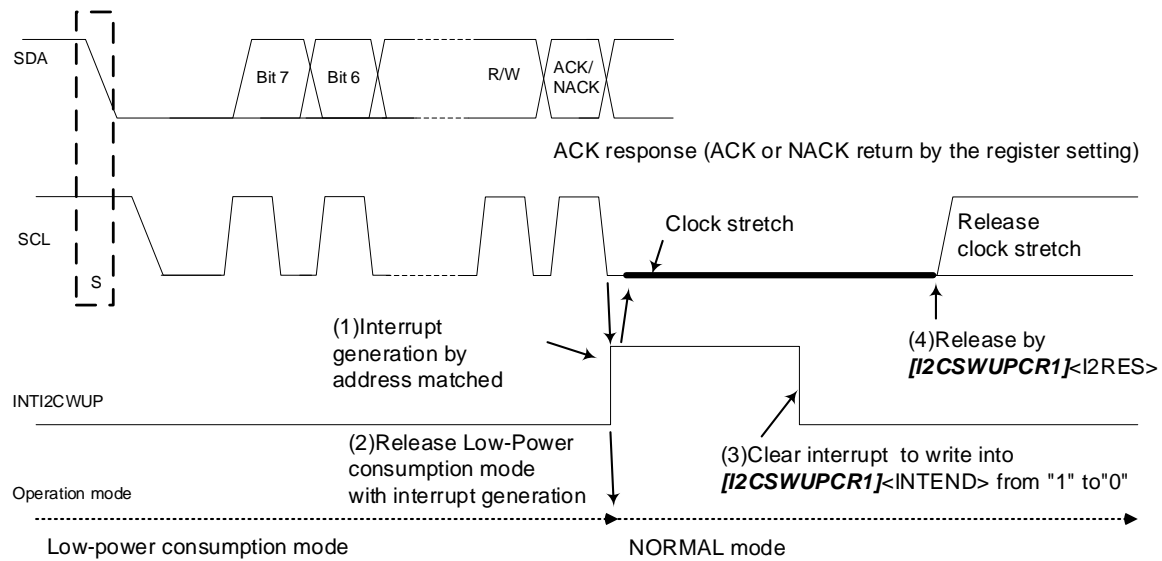 SDA
Bit 7
Bit 6
R/W
ACK/
NACK
ACK response (ACK or NACK return by the register setting)
SCL
S
Clock stretch
Release
clock stretch
(1)Interrupt
generation by
address matched
(4)Release by
[I2CSWUPCR1]<I2RES>
INTI2CWUP
(2)Release Low-Power
consumption mode
with interrupt generation
(3)Clear interrupt to write into
[I2CSWUPCR1]<INTEND> from "1" to"0"
Operation mode
Low-power consumption mode
NORMAL mode